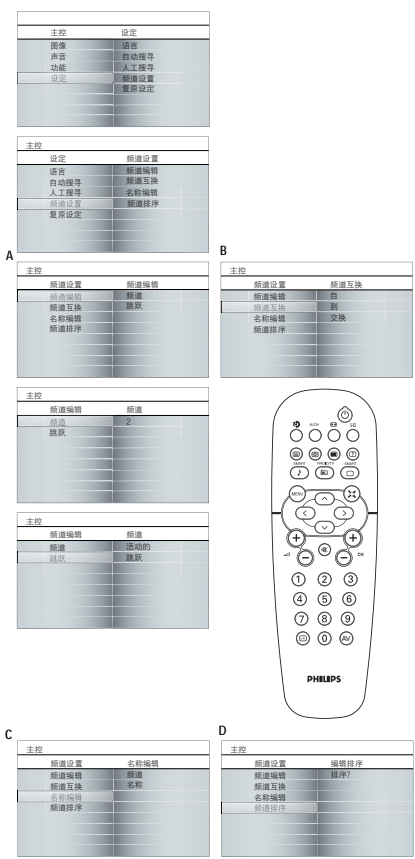 主控 设定
图像 语言
声音 自动搜寻
功能 人工搜寻
设定 频道设置
复原设定
主控
设定 频道设置
语言 频道编辑
自动搜寻 频道互换
人工搜寻 名称编辑
频道设置 频道排序
复原设定
A
主控
频道设置 频道编辑
频道编辑 频道
频道互换 跳跃
名称编辑
频道排序
B
主控
频道设置 频道互换
频道编辑 自
频道互换 到
名称编辑 交换
频道排序
主控
频道编辑 频道
频道 2
跳跃
主控
频道编辑 频道
频道 活动的
跳跃 跳跃
A/CH
SMART SMART
MENU
CH
1 2 3
4 5 6
7 8 9
0 AV
PHILIPS
C
主控
频道设置 名称编辑
频道编辑 频道
频道互换 名称
名称编辑
频道排序
D
主控
频道设置 编辑排序
频道编辑 排序?
频道互换
名称编辑
频道排序